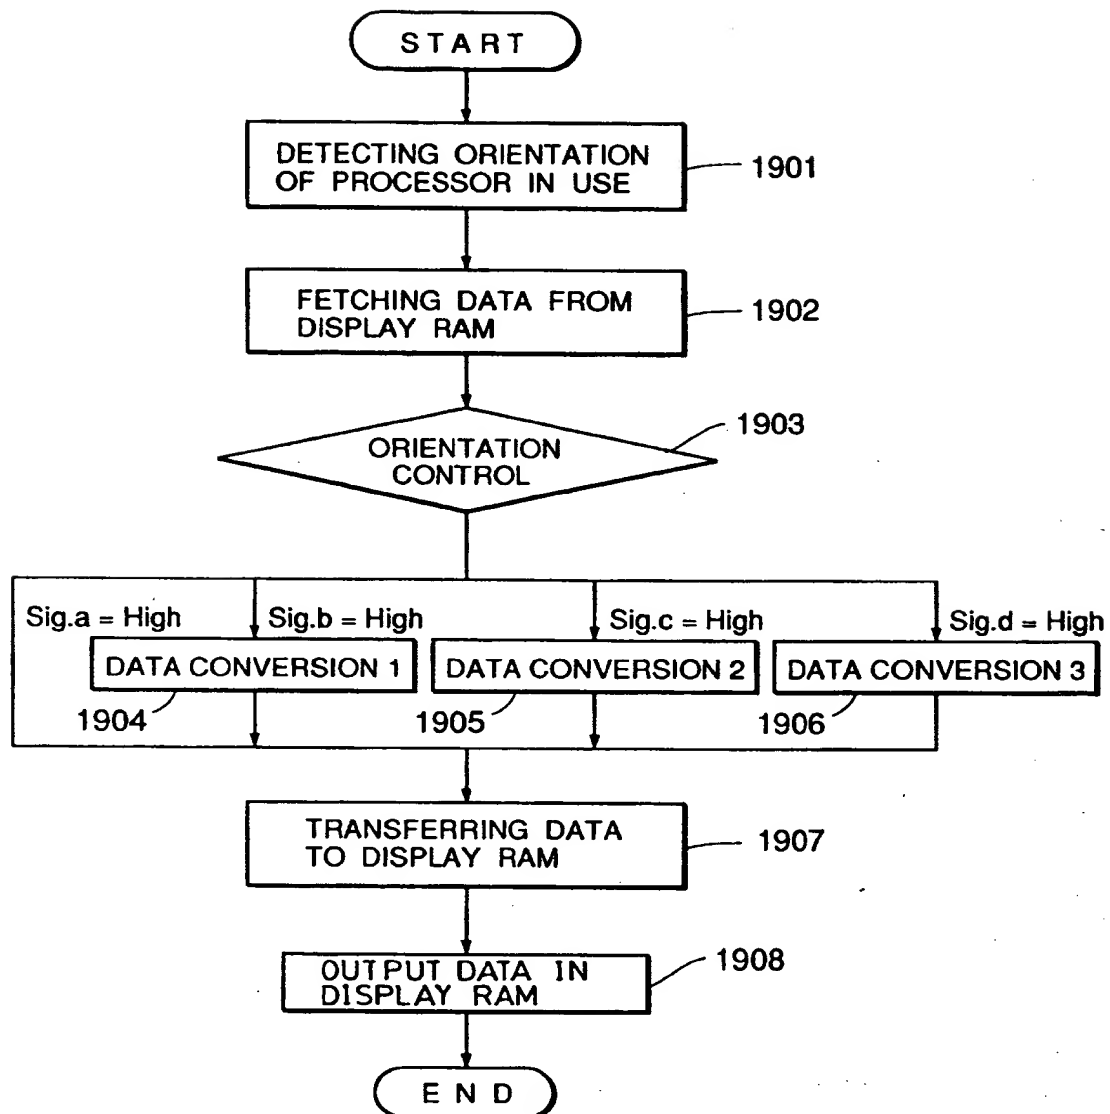 START
DETECTING ORIENTATION
OF PROCESSOR IN USE
1901
FETCHING DATA FROM
DISPLAY RAM
1902
ORIENTATION
CONTROL
1903
Sig.a = High
Sig.b = High
Sig.c = High
Sig.d = High
DATA CONVERSION 1
DATA CONVERSION 2
DATA CONVERSION 3
1904
1905
1906
TRANSFERRING DATA
TO DISPLAY RAM
1907
OUTPUT DATA IN
DISPLAY RAM
1908
END